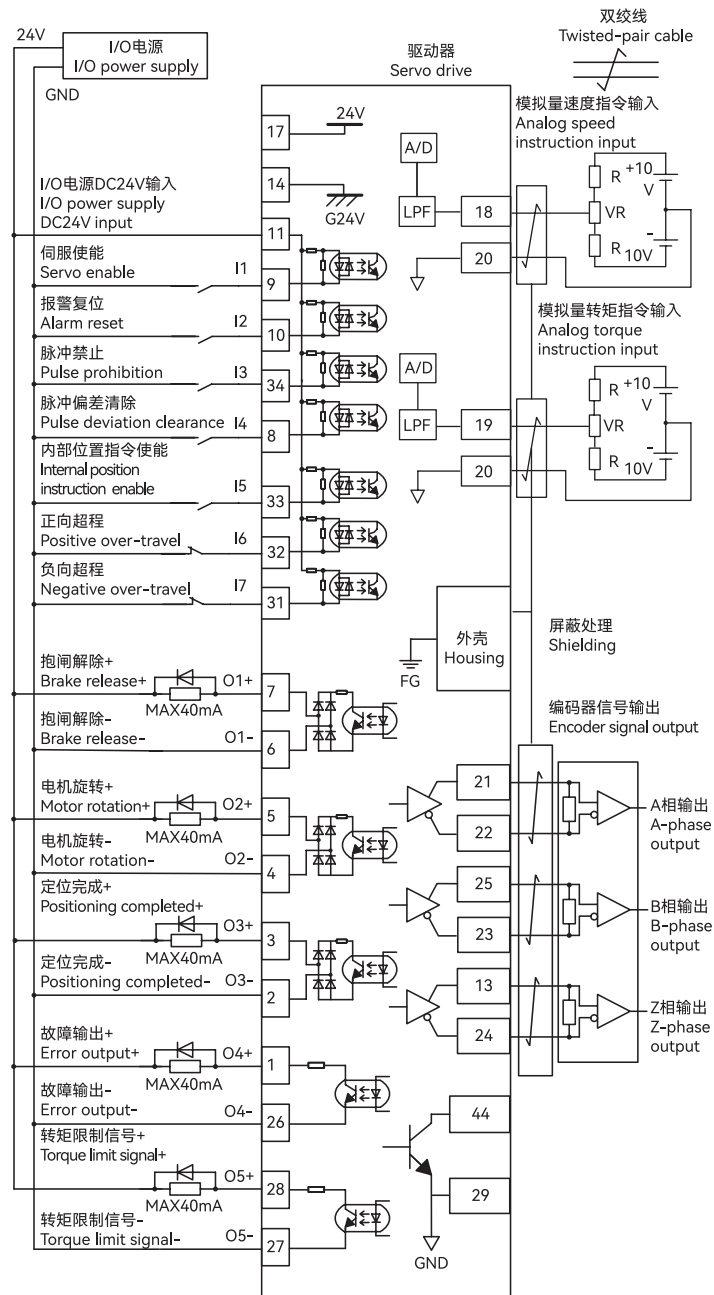 24V
I/O电源
I/O power supply
GND
双绞线
Twisted-pair cable
驱动器
Servo drive
17
24V
14
G24V
I/O电源DC24V输入
I/O power supply
DC24V input
11
伺服使能
Servo enable
I1
9
报警复位
Alarm reset
I2
10
脉冲禁止
Pulse prohibition
I3
34
脉冲偏差清除
Pulse deviation clearance
I4
8
内部位置指令使能
Internal position
instruction enable
I5
33
正向超程
Positive over-travel
I6
32
负向超程
Negative over-travel
I7
31
模拟量速度指令输入
Analog speed
instruction input
A/D
LPF
18
20
R
+10
V
VR
R
-
10V
模拟量转矩指令输入
Analog torque
instruction input
A/D
LPF
19
20
R
+10
V
VR
R
-
10V
外壳
Housing
FG
屏蔽处理
Shielding
抱闸解除+
Brake release+
O1+
7
MAX40mA
抱闸解除-
Brake release-
O1-
6
电机旋转+
Motor rotation+
O2+
5
MAX40mA
电机旋转-
Motor rotation-
O2-
4
定位完成+
Positioning completed+
O3+
3
MAX40mA
定位完成-
Positioning completed-
O3-
2
故障输出+
Error output+
O4+
1
MAX40mA
故障输出-
Error output-
O4-
26
转矩限制信号+
Torque limit signal+
O5+
28
MAX40mA
转矩限制信号-
Torque limit signal-
O5-
27
编码器信号输出
Encoder signal output
21
22
A相输出
A-phase
output
25
23
B相输出
B-phase
output
13
24
Z相输出
Z-phase
output
44
29
GND